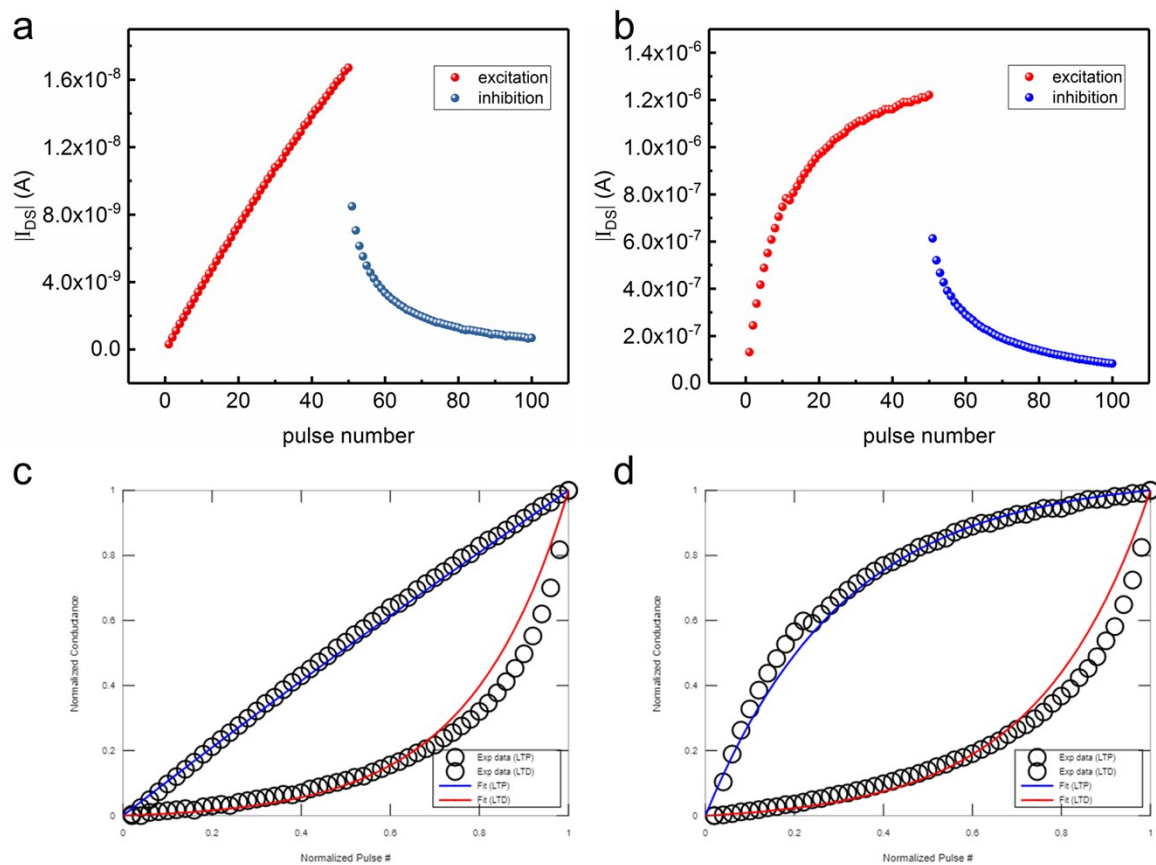 a
1.6x10⁻⁸
1.2x10⁻⁸
8.0x10⁻⁹
4.0x10⁻⁹
0.0
|I_DS| (A)
excitation
inhibition
0 20 40 60 80 100
pulse number
b
1.4x10⁻⁶
1.2x10⁻⁶
1.0x10⁻⁶
8.0x10⁻⁷
6.0x10⁻⁷
4.0x10⁻⁷
2.0x10⁻⁷
0.0
|I_DS| (A)
excitation
inhibition
0 20 40 60 80 100
pulse number
c
1
0.8
0.6
0.4
0.2
0
Normalized Conductance
Exp data (LTP)
Exp data (LTD)
Fit (LTP)
Fit (LTD)
0 0.2 0.4 0.6 0.8 1
Normalized Pulse #
d
1
0.8
0.6
0.4
0.2
0
Normalized Conductance
Exp data (LTP)
Exp data (LTD)
Fit (LTP)
Fit (LTD)
0 0.2 0.4 0.6 0.8 1
Normalized Pulse #